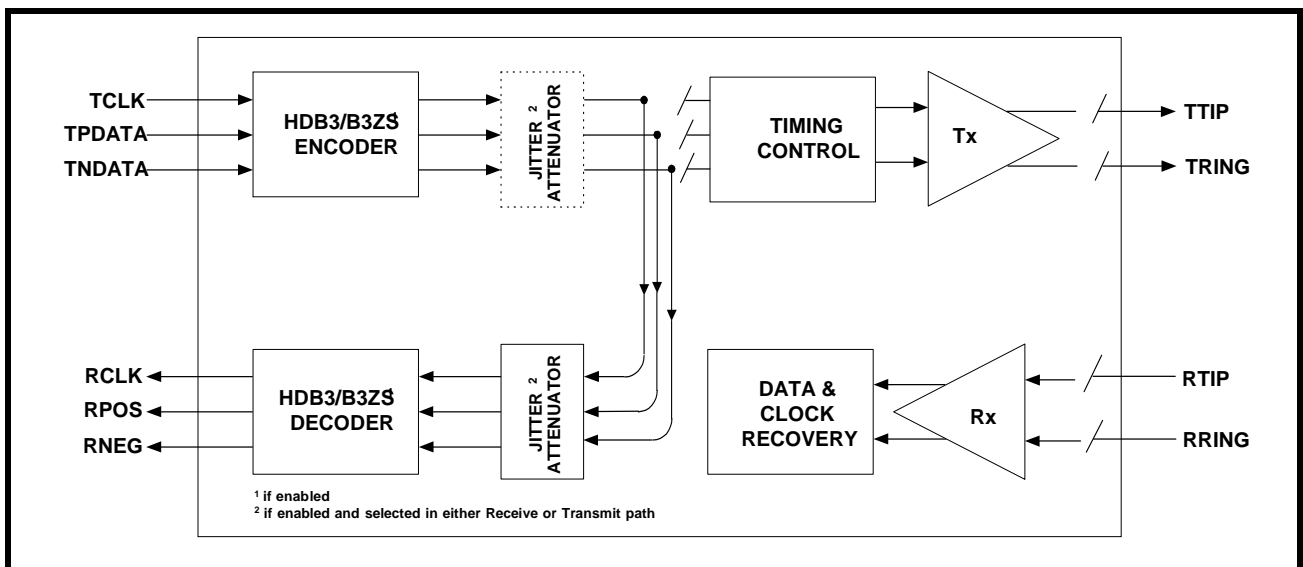 TCLK
TPDATA
TNDATA
HDB3/B3ZS1
ENCODER
JITTER 2
ATTENUATOR
TIMING
CONTROL
Tx
TTIP
TRING
RCLK
RPOS
RNEG
HDB3/B3ZS1
DECODER
JITTER 2
ATTENUATOR
DATA &
CLOCK
RECOVERY
Rx
RTIP
RRING
1 if enabled
2 if enabled and selected in either Receive or Transmit path